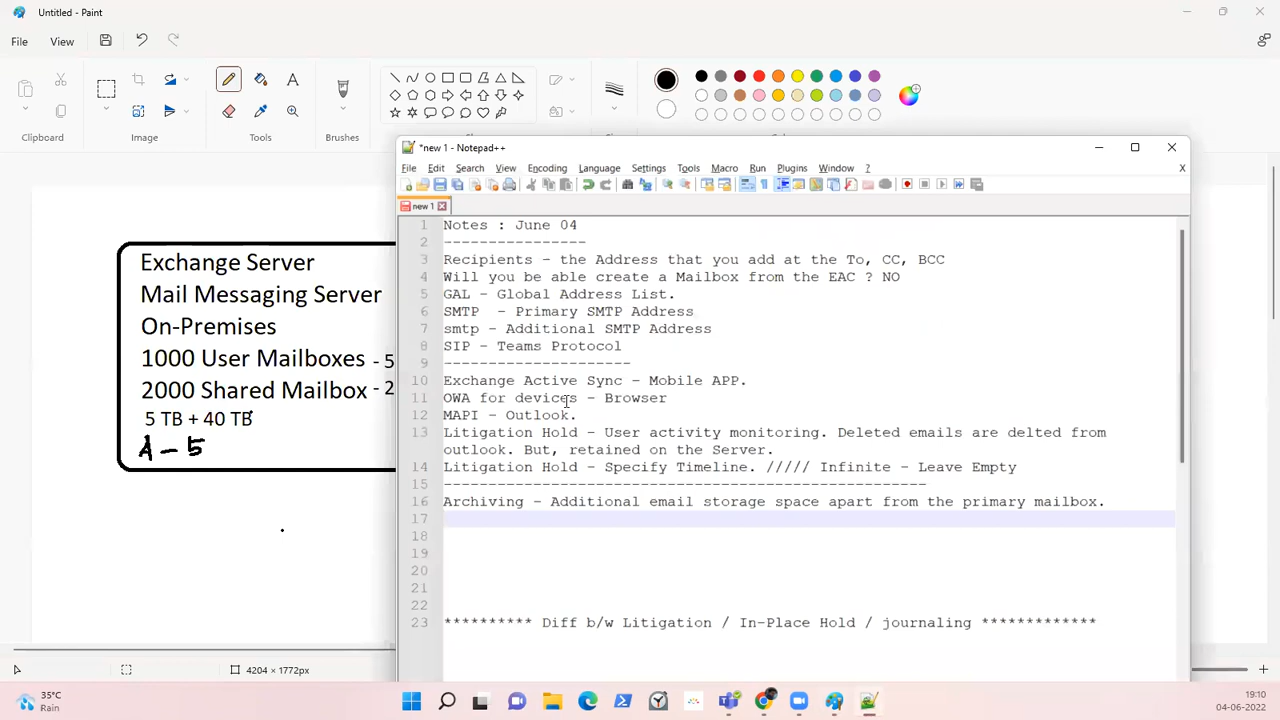 Untitled - Paint
File
View
Clipboard
Image
Tools
Brushes
Exchange Server
Mail Messaging Server
On-Premises
1000 User Mailboxes - 5
2000 Shared Mailbox - 2
5 TB + 40 TB
A - 5
*new 1 - Notepad++
File Edit Search View Encoding Language Settings Tools Macro Run Plugins Window ?
X
new 1
1 Notes : June 04
2 ----------------
3 Recipients - the Address that you add at the To, CC, BCC
4 Will you be able create a Mailbox from the EAC ? NO
5 GAL - Global Address List.
6 SMTP  - Primary SMTP Address
7 smtp - Additional SMTP Address
8 SIP - Teams Protocol
9 ---------------------
10 Exchange Active Sync - Mobile APP.
11 OWA for devices - Browser
12 MAPI - Outlook.
13 Litigation Hold - User activity monitoring. Deleted emails are delted from
outlook. But, retained on the Server.
14 Litigation Hold - Specify Timeline. ///// Infinite - Leave Empty
15 ------------------------------------------------------
16 Archiving - Additional email storage space apart from the primary mailbox.
17
18
19
20
21
22
23 ********** Diff b/w Litigation / In-Place Hold / journaling *************
4204 × 1772px
35°C
Rain
19:10
04-06-2022